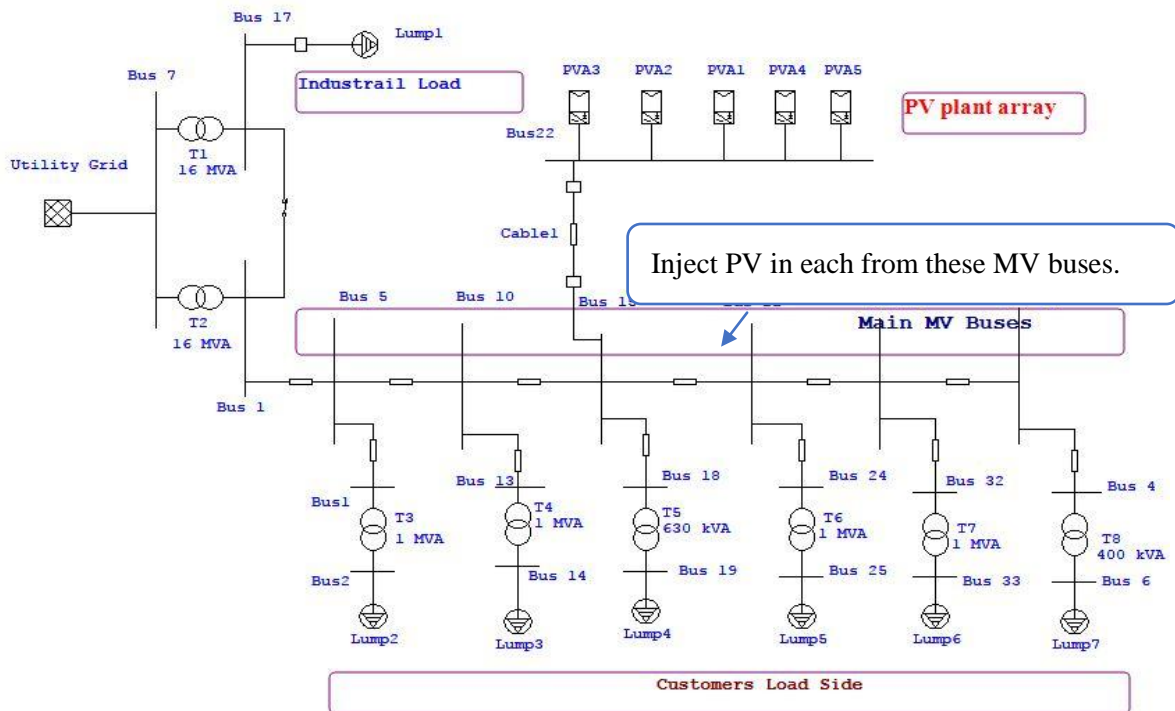 Bus 17
Lump1
Bus 7
Industrail Load
PVA3
PVA2
PVA1
PVA4
PVA5
PV plant array
Bus22
T1
16 MVA
Utility Grid
Cable1
Inject PV in each from these MV buses.
Bus 5
Bus 10
T2
16 MVA
Main MV Buses
Bus 1
Bus1
T3
1 MVA
Bus2
Lump2
Bus 13
T4
1 MVA
Bus 14
Lump3
Bus 18
T5
630 kVA
Bus 19
Lump4
Bus 24
T6
1 MVA
Bus 25
Lump5
Bus 32
T7
1 MVA
Bus 33
Lump6
Bus 4
T8
400 kVA
Bus 6
Lump7
Customers Load Side